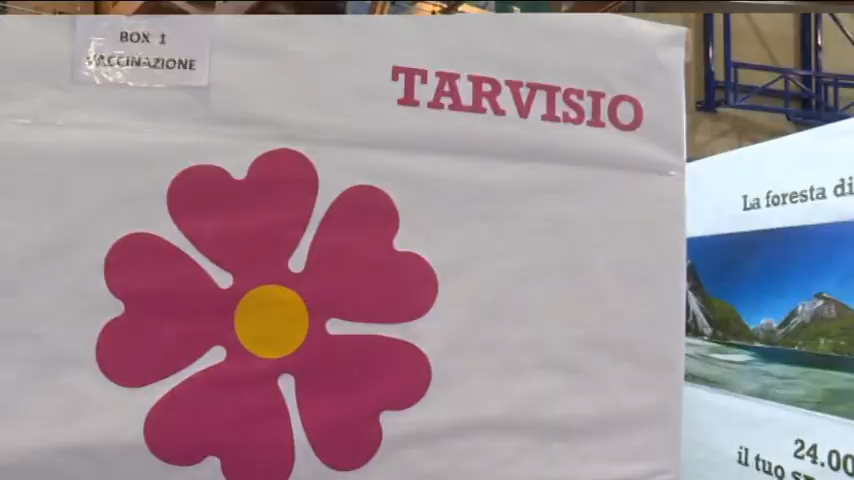 BOX 1
VACCINAZIONE
TARVISIO
La foresta di
24.00
il tuo